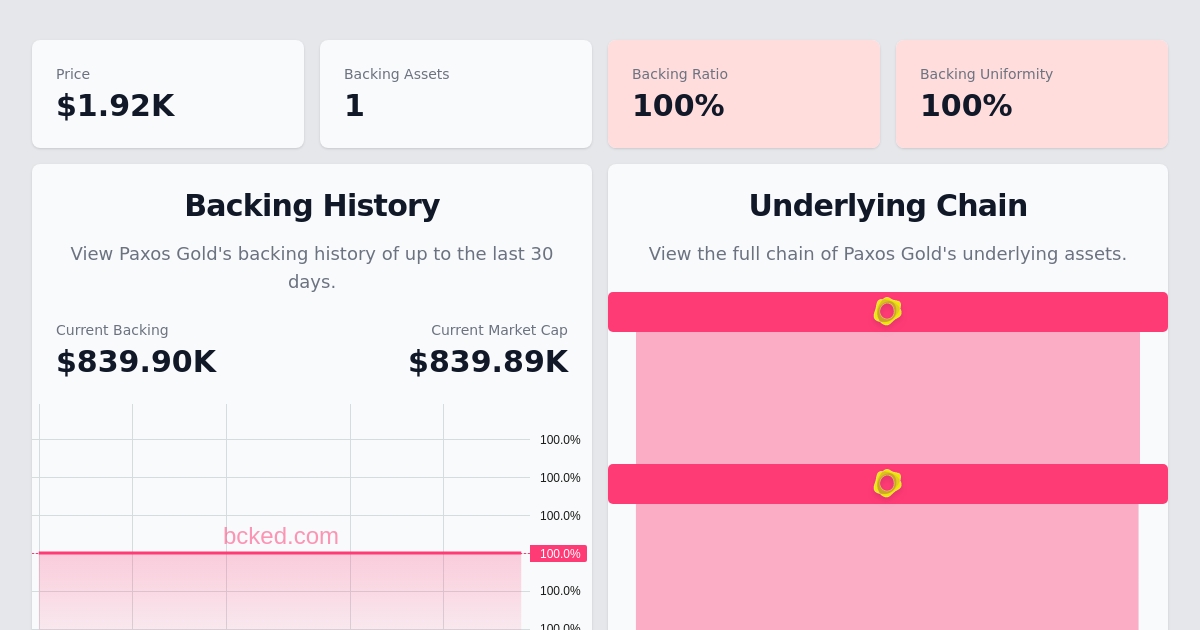 Price
$1.92K
Backing Assets
1
Backing Ratio
100%
Backing Uniformity
100%
Backing History
View Paxos Gold's backing history of up to the last 30
days.
Current Backing
$839.90K
Current Market Cap
$839.89K
100.0%
100.0%
100.0%
bcked.com
100.0%
100.0%
100.0%
Underlying Chain
View the full chain of Paxos Gold's underlying assets.